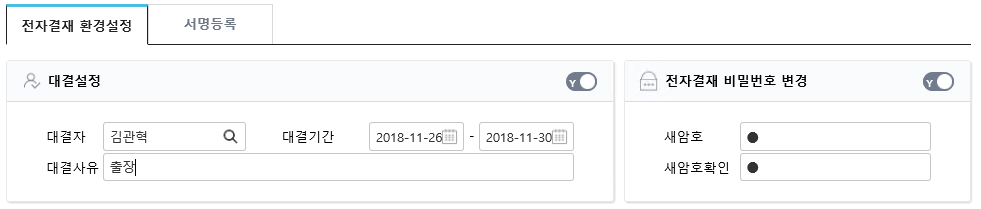 전자결재 환경설정 서명등록
대결설정 Y
전자결재 비밀번호 변경 Y
대결자 김관혁 대결기간 2018-11-26 - 2018-11-30
대결사유 출장
새암호 ●
새암호확인 ●